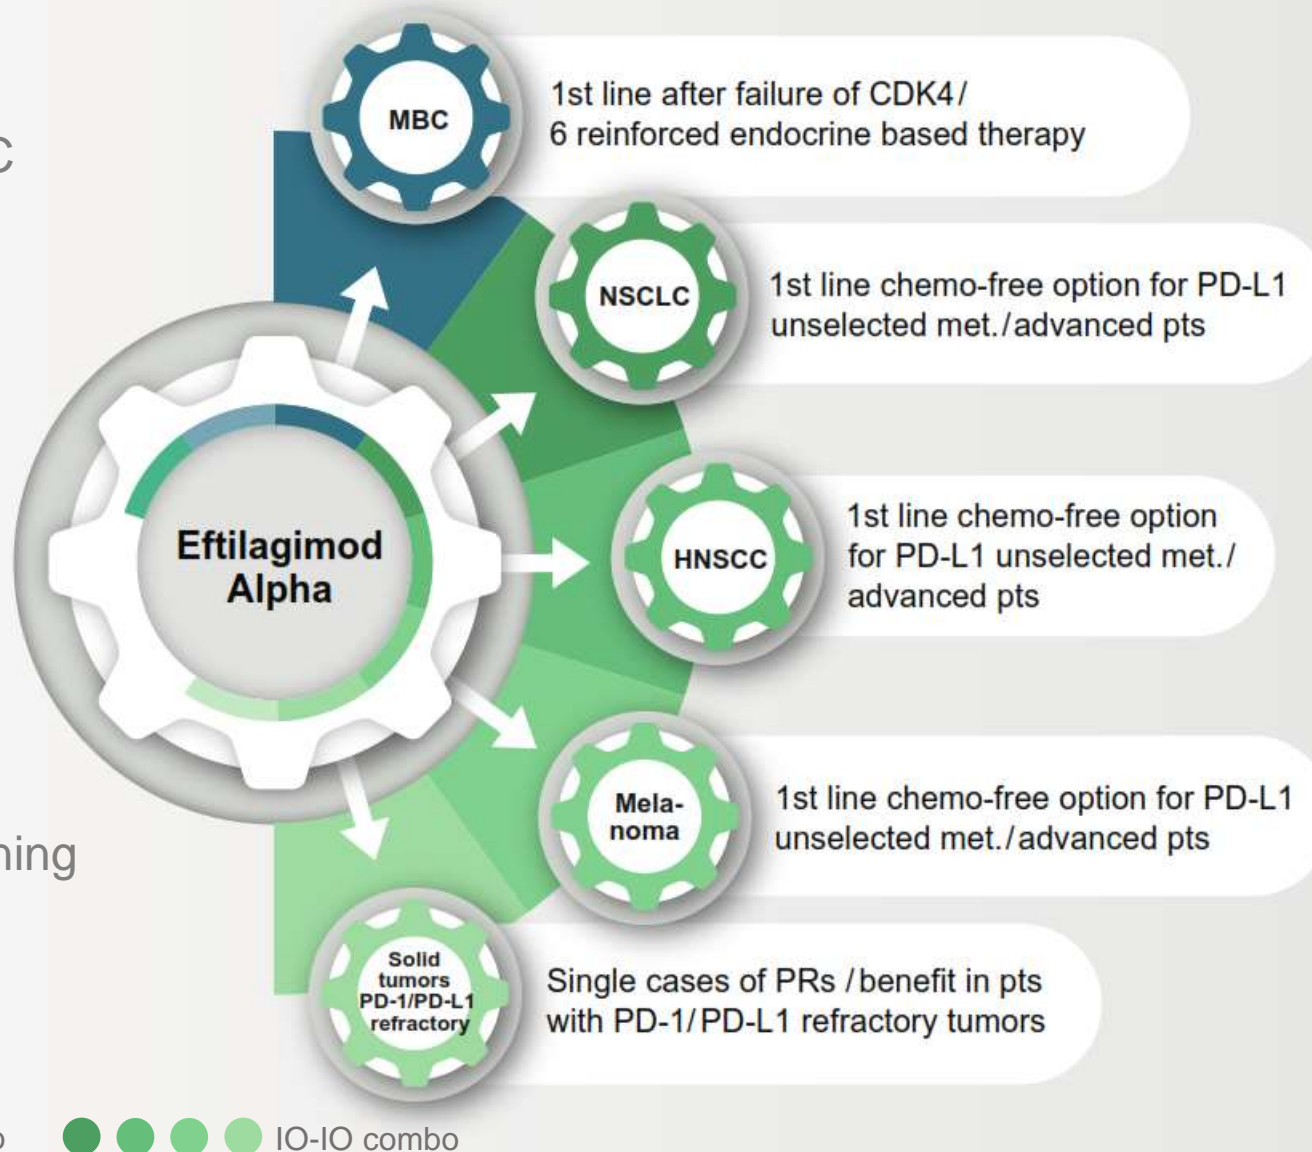 MBC
1st line after failure of CDK4/
6 reinforced endocrine based therapy
C
NSCLC
1st line chemo-free option for PD-L1
unselected met./advanced pts
Eftilagimod
Alpha
HNSCC
1st line chemo-free option
for PD-L1 unselected met./
advanced pts
Mela-
noma
1st line chemo-free option for PD-L1
unselected met./advanced pts
ning
Solid
tumors
PD-1/PD-L1
refractory
Single cases of PRs /benefit in pts
with PD-1/PD-L1 refractory tumors
IO-IO combo